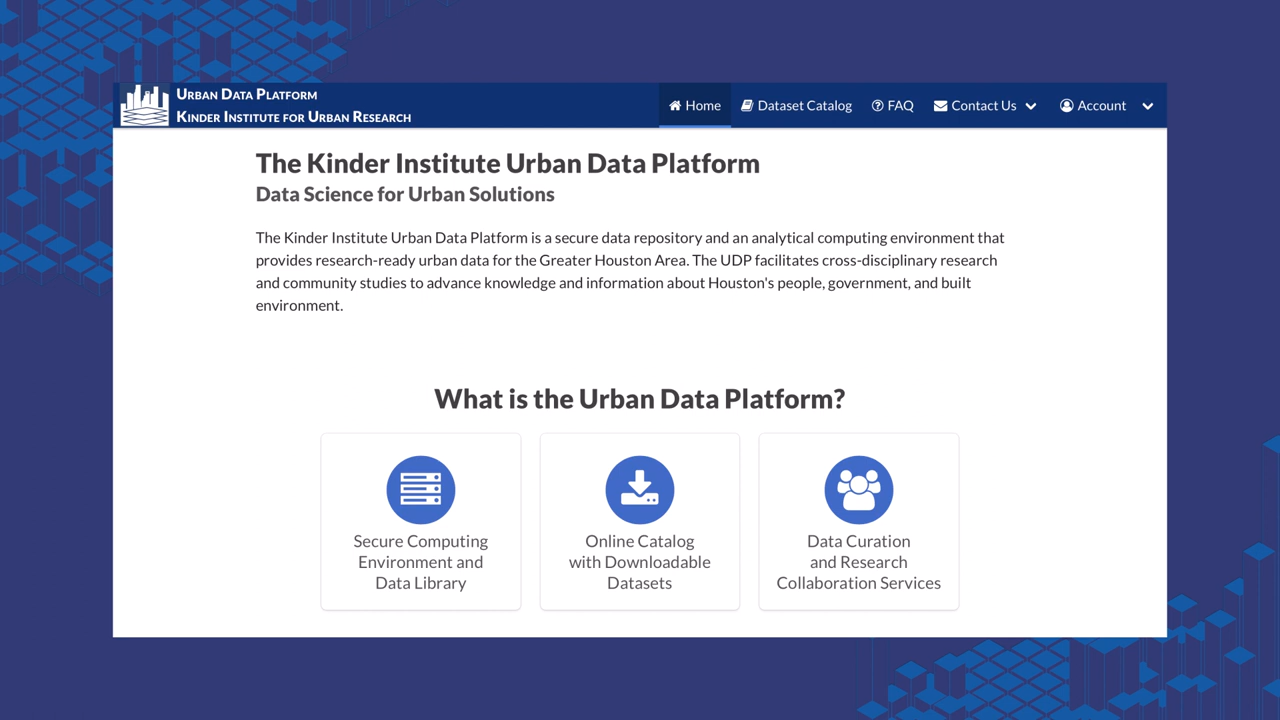 Urban Data Platform
Kinder Institute for Urban Research
Home Dataset Catalog FAQ Contact Us Account
The Kinder Institute Urban Data Platform
Data Science for Urban Solutions
The Kinder Institute Urban Data Platform is a secure data repository and an analytical computing environment that
provides research-ready urban data for the Greater Houston Area. The UDP facilitates cross-disciplinary research
and community studies to advance knowledge and information about Houston's people, government, and built
environment.
What is the Urban Data Platform?
Secure Computing
Environment and
Data Library
Online Catalog
with Downloadable
Datasets
Data Curation
and Research
Collaboration Services